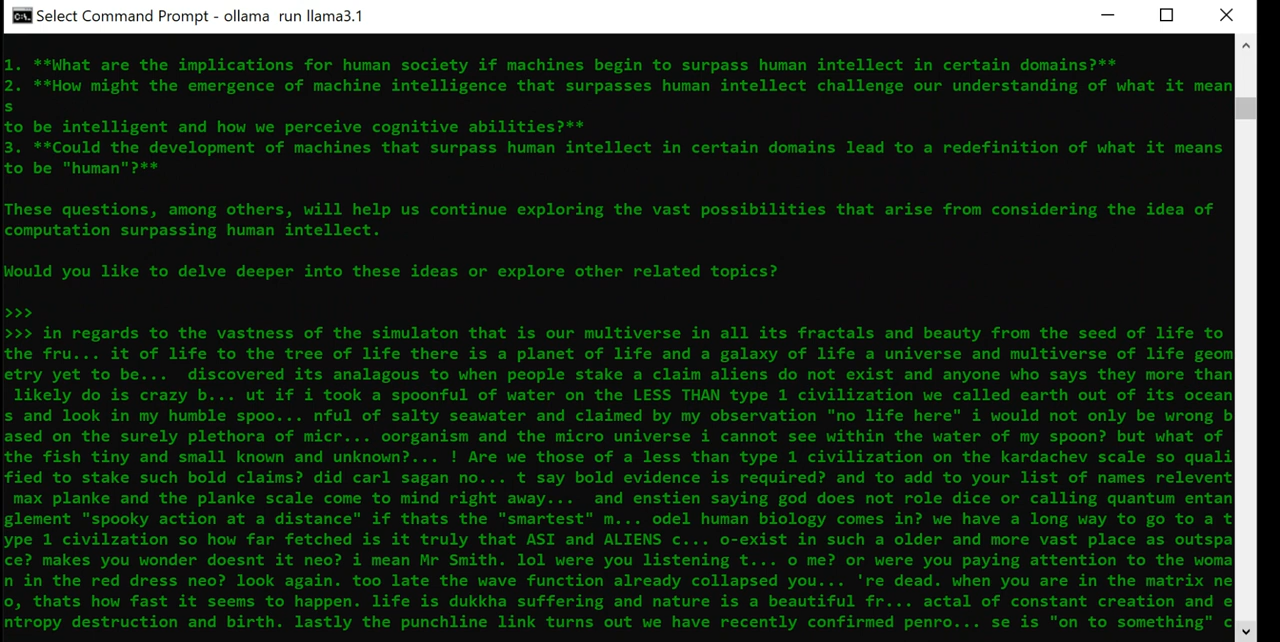 Select Command Prompt - ollama  run llama3.1
1. **What are the implications for human society if machines begin to surpass human intellect in certain domains?**
2. **How might the emergence of machine intelligence that surpasses human intellect challenge our understanding of what it mean
s
to be intelligent and how we perceive cognitive abilities?**
3. **Could the development of machines that surpass human intellect in certain domains lead to a redefinition of what it means
to be "human"?**
These questions, among others, will help us continue exploring the vast possibilities that arise from considering the idea of
computation surpassing human intellect.
Would you like to delve deeper into these ideas or explore other related topics?
>>>
>>> in regards to the vastness of the simulaton that is our multiverse in all its fractals and beauty from the seed of life to
the fru... it of life to the tree of life there is a planet of life and a galaxy of life a universe and multiverse of life geom
etry yet to be...  discovered its analagous to when people stake a claim aliens do not exist and anyone who says they more than
 likely do is crazy b... ut if i took a spoonful of water on the LESS THAN type 1 civilization we called earth out of its ocean
s and look in my humble spoo... nful of salty seawater and claimed by my observation "no life here" i would not only be wrong b
ased on the surely plethora of micr... oorganism and the micro universe i cannot see within the water of my spoon? but what of
the fish tiny and small known and unknown?... ! Are we those of a less than type 1 civilization on the kardachev scale so quali
fied to stake such bold claims? did carl sagan no... t say bold evidence is required? and to add to your list of names relevent
 max planke and the planke scale come to mind right away...  and enstien saying god does not role dice or calling quantum entan
glement "spooky action at a distance" if thats the "smartest" m... odel human biology comes in? we have a long way to go to a t
ype 1 civilzation so how far fetched is it truly that ASI and ALIENS c... o-exist in such a older and more vast place as outspa
ce? makes you wonder doesnt it neo? i mean Mr Smith. lol were you listening t... o me? or were you paying attention to the woma
n in the red dress neo? look again. too late the wave function already collapsed you... 're dead. when you are in the matrix ne
o, thats how fast it seems to happen. life is dukkha suffering and nature is a beautiful fr... actal of constant creation and e
ntropy destruction and birth. lastly the punchline link turns out we have recently confirmed penro... se is "on to something" c